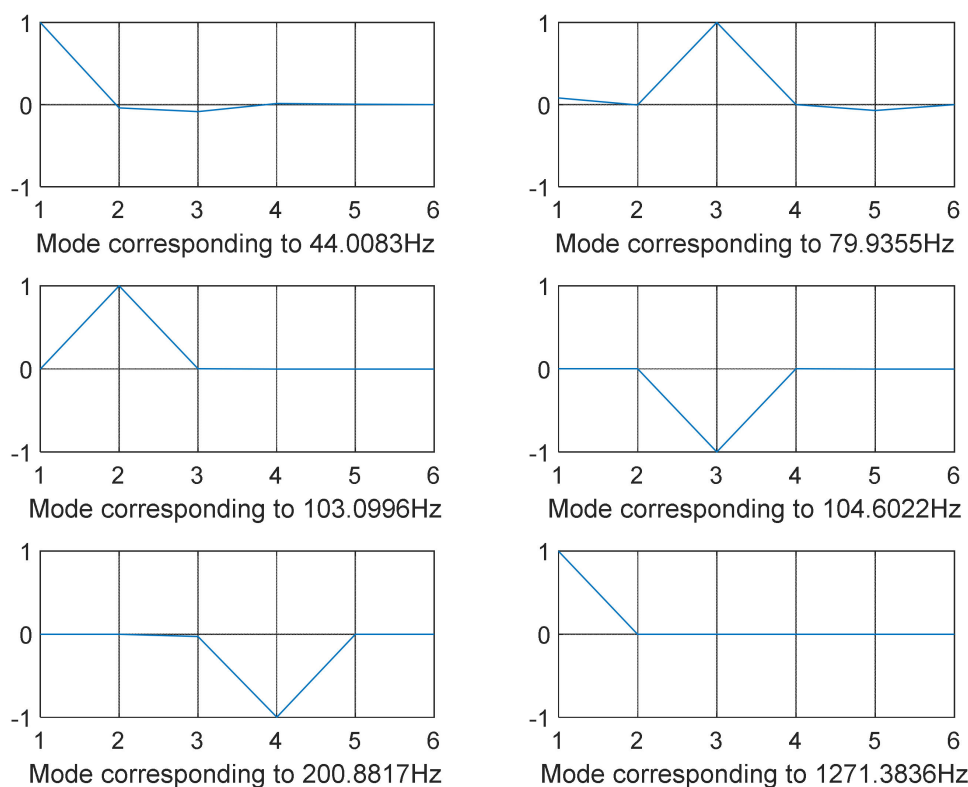 1
0
-1
1 2 3 4 5 6
Mode corresponding to 44.0083Hz
1
0
-1
1 2 3 4 5 6
Mode corresponding to 79.9355Hz
1
0
-1
1 2 3 4 5 6
Mode corresponding to 103.0996Hz
1
0
-1
1 2 3 4 5 6
Mode corresponding to 104.6022Hz
1
0
-1
1 2 3 4 5 6
Mode corresponding to 200.8817Hz
1
0
-1
1 2 3 4 5 6
Mode corresponding to 1271.3836Hz